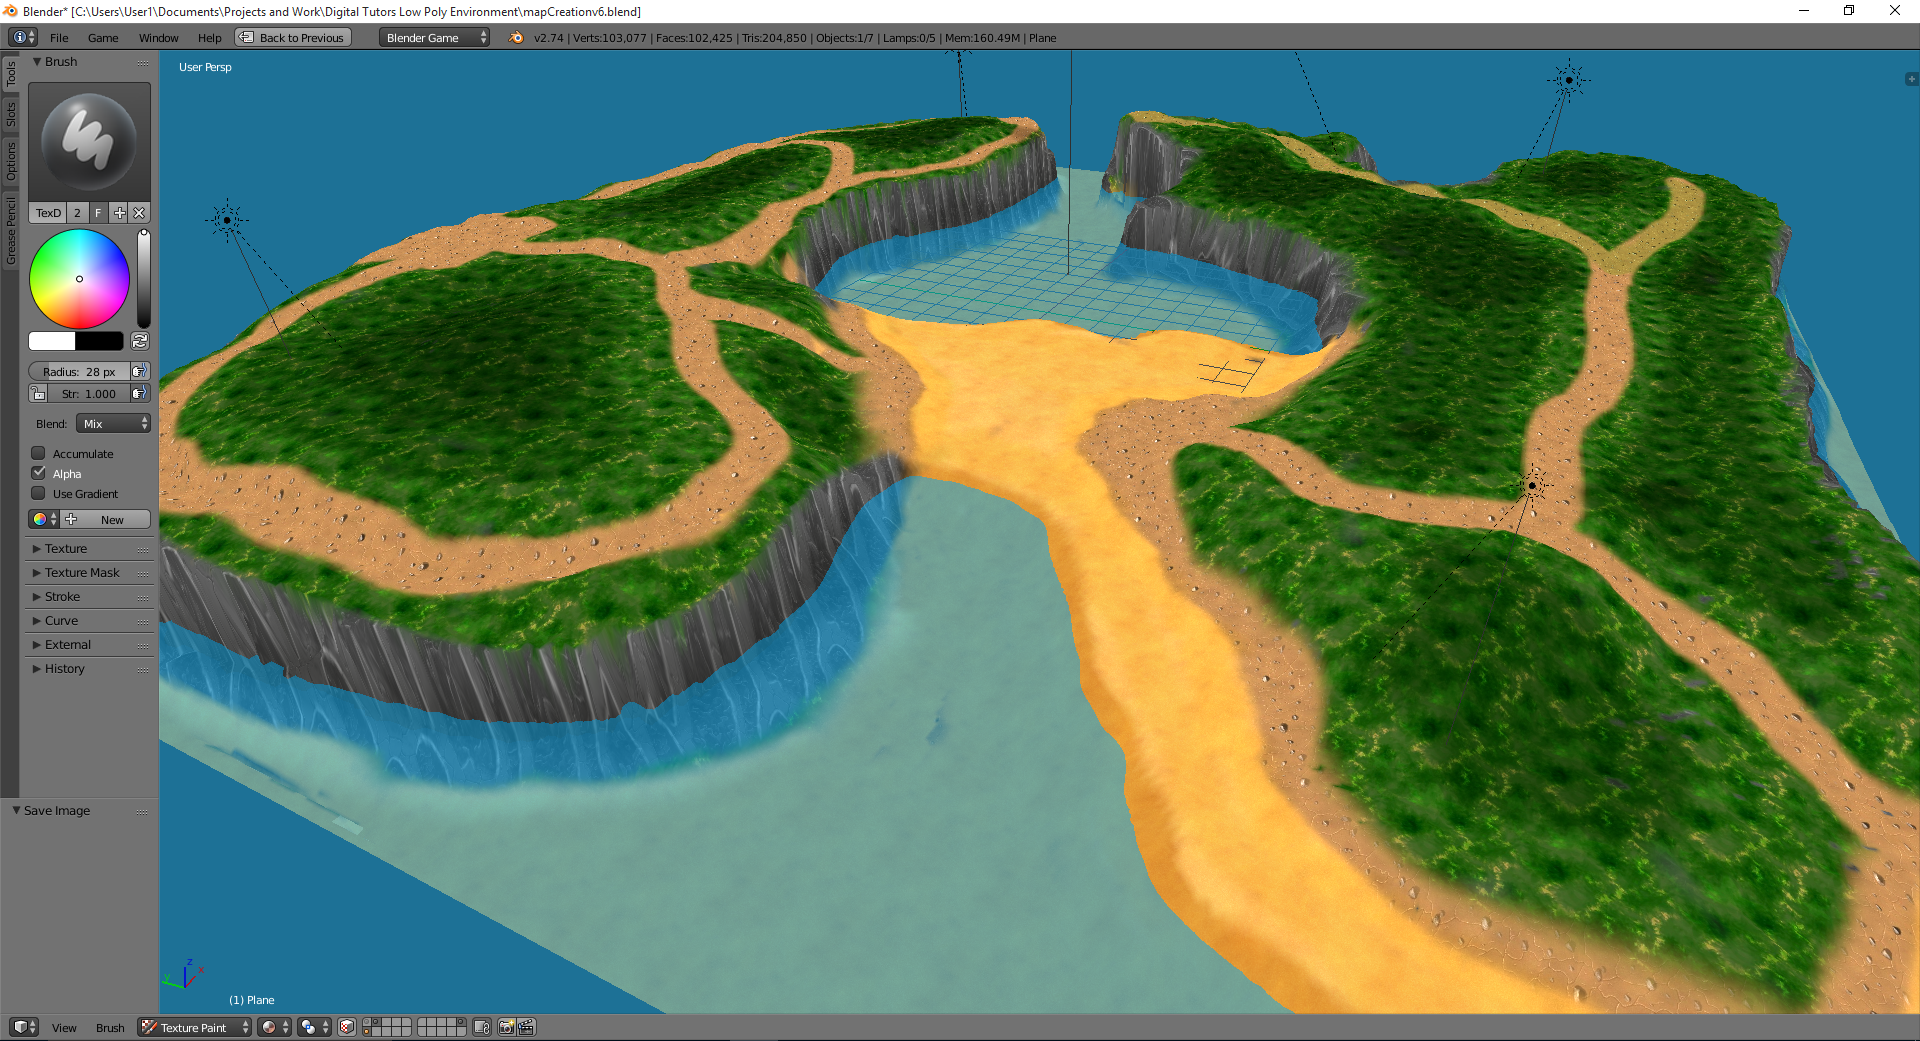 Blender* [C:\Users\User1\Documents\Projects and Work\Digital Tutors Low Poly Environment\mapCreationv6.blend]
File Game Window Help Back to Previous Blender Game v2.74 | Verts:103,077 | Faces:102,425 | Tris:204,850 | Objects:1/7 | Lamps:0/5 | Mem:160.49M | Plane
Tools
Slots
Options
Grease Pencil
Brush
TexD 2 F
Radius: 28 px
Str: 1.000
Blend: Mix
Accumulate
Alpha
Use Gradient
New
Texture
Texture Mask
Stroke
Curve
External
History
Save Image
User Persp
z
x
y
(1) Plane
View Brush Texture Paint